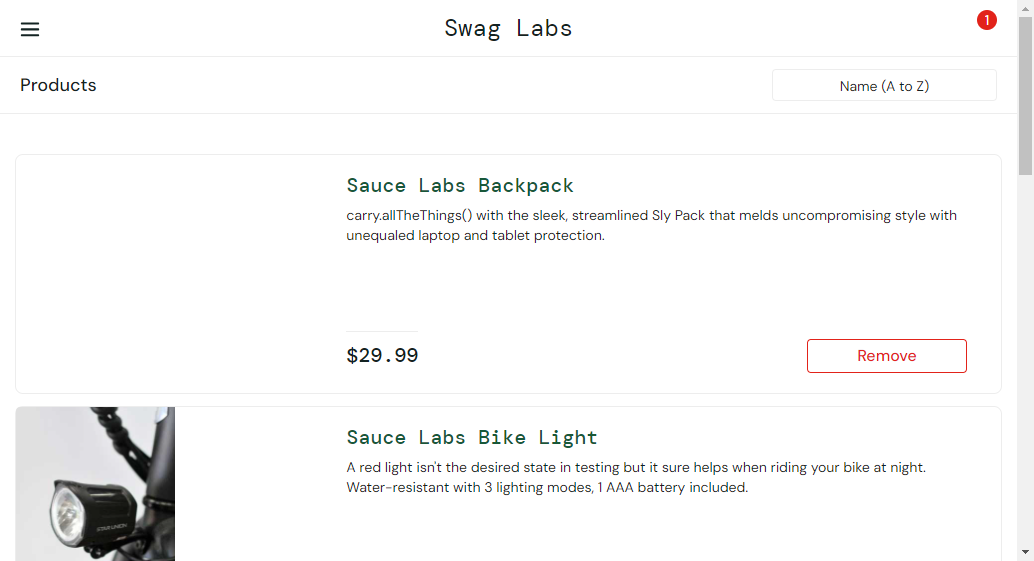 Swag Labs
1
Products
Name (A to Z)
Sauce Labs Backpack
carry.allTheThings() with the sleek, streamlined Sly Pack that melds uncompromising style with
unequaled laptop and tablet protection.
$29.99
Remove
Sauce Labs Bike Light
A red light isn't the desired state in testing but it sure helps when riding your bike at night.
Water-resistant with 3 lighting modes, 1 AAA battery included.